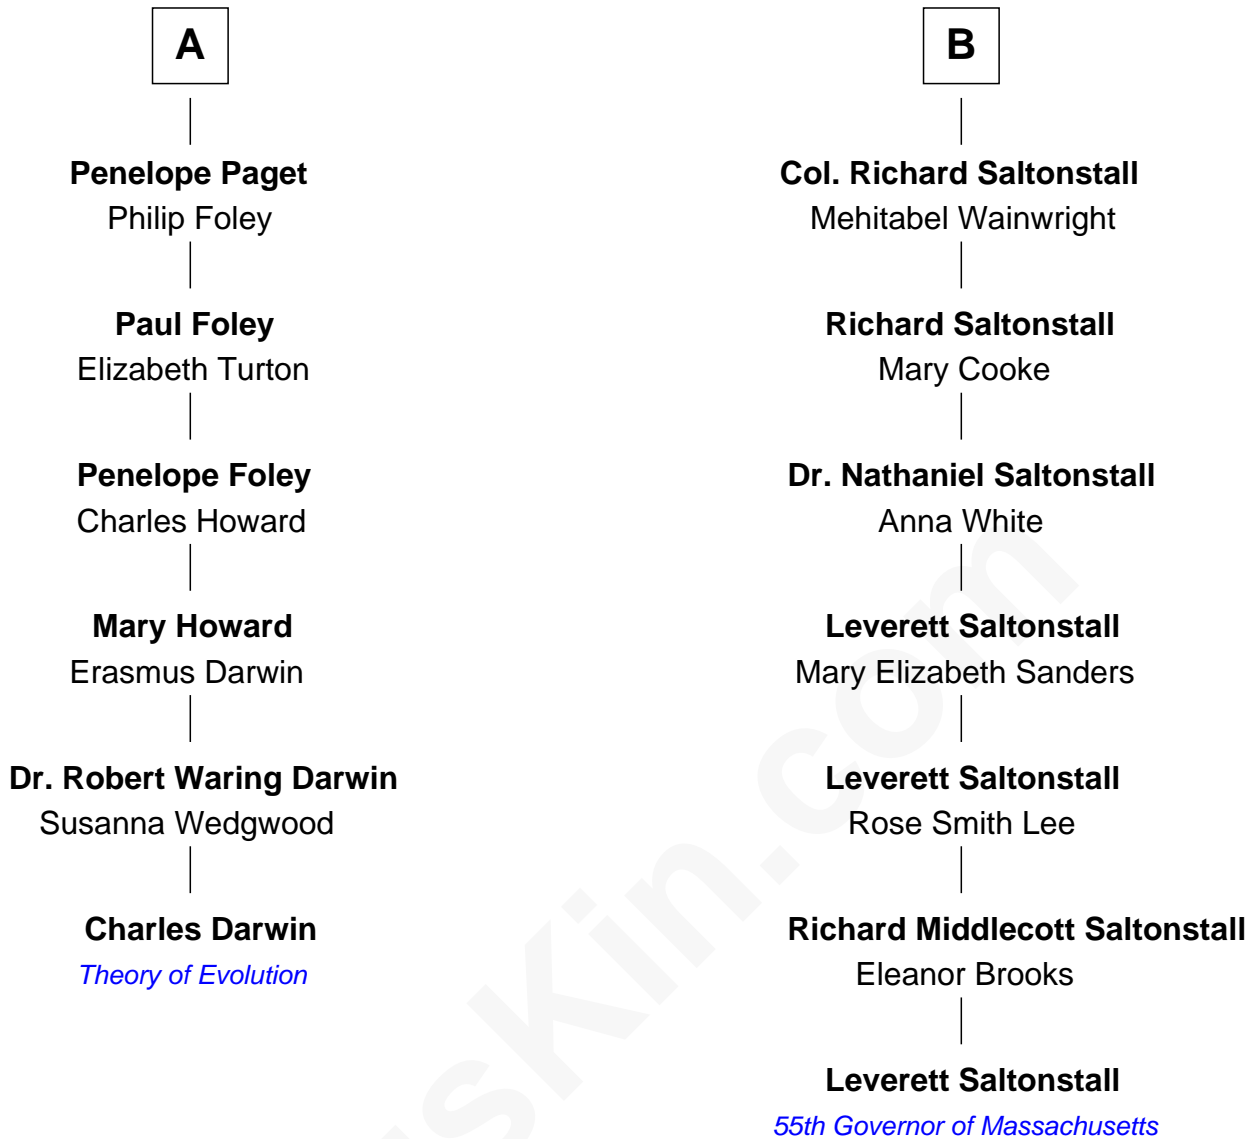 A
Penelope Paget
Philip Foley
Paul Foley
Elizabeth Turton
Penelope Foley
Charles Howard
Mary Howard
Erasmus Darwin
Dr. Robert Waring Darwin
Susanna Wedgwood
Charles Darwin
Theory of Evolution
B
Col. Richard Saltonstall
Mehitabel Wainwright
Richard Saltonstall
Mary Cooke
Dr. Nathaniel Saltonstall
Anna White
Leverett Saltonstall
Mary Elizabeth Sanders
Leverett Saltonstall
Rose Smith Lee
Richard Middlecott Saltonstall
Eleanor Brooks
Leverett Saltonstall
55th Governor of Massachusetts
sKin.com